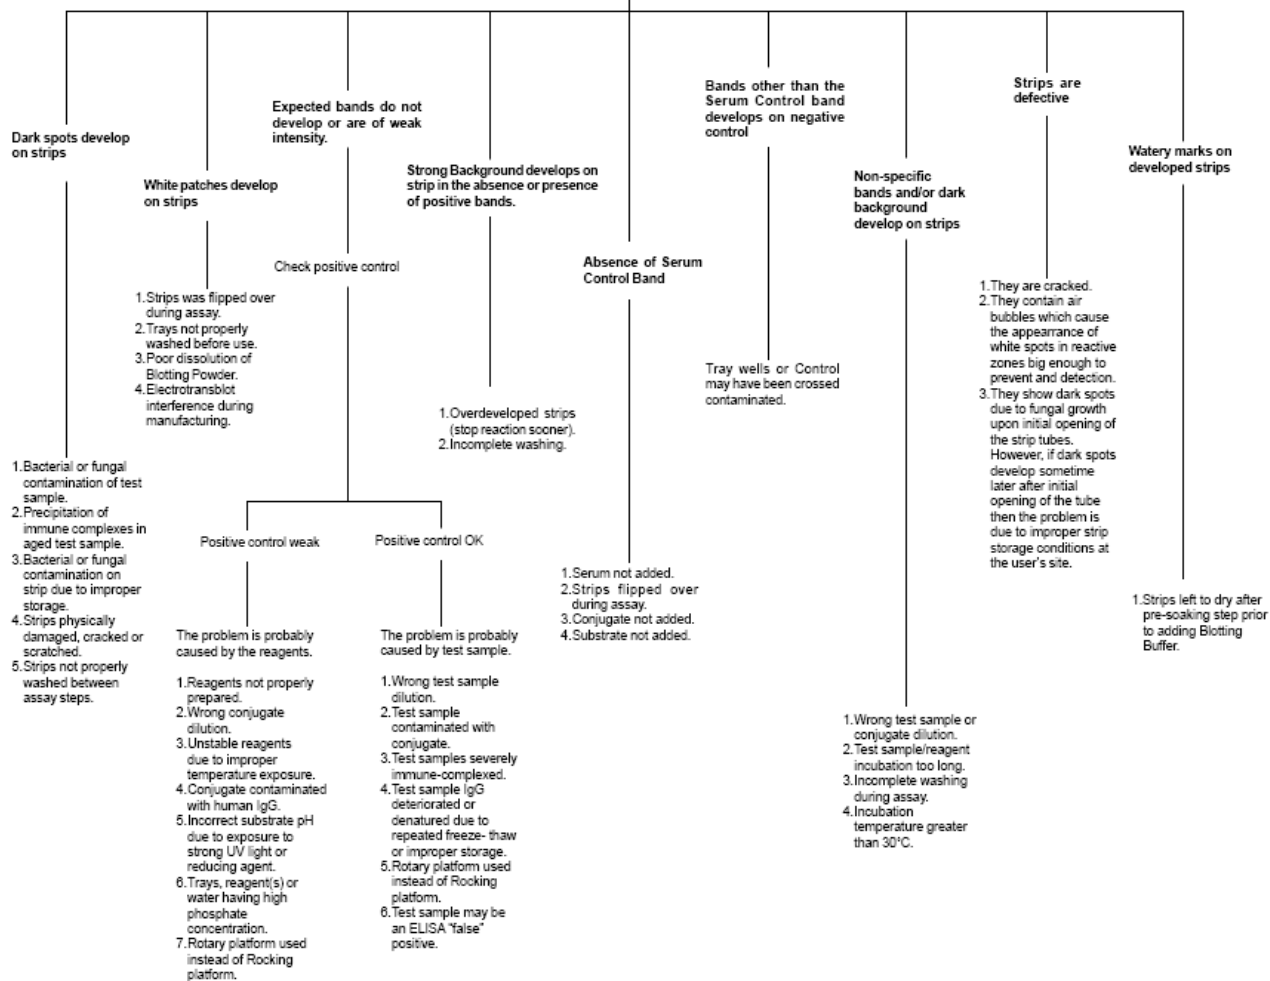 Dark spots develop
on strips
1.Bacterial or fungal
contamination of test
sample.
2.Precipitation of
immune complexes in
aged test sample.
3.Bacterial or fungal
contamination on
strip due to improper
storage.
4.Strips physically
damaged, cracked or
scratched.
5.Strips not properly
washed between
assay steps.
White patches develop
on strips
1.Strips was flipped over
during assay.
2.Trays not properly
washed before use.
3.Poor dissolution of
Blotting Powder.
4.Electrotransblot
interference during
manufacturing.
Expected bands do not
develop or are of weak
intensity.
Check positive control
Positive control weak
The problem is probably
caused by the reagents.
1.Reagents not properly
prepared.
2.Wrong conjugate
dilution.
3.Unstable reagents
due to improper
temperature exposure.
4.Conjugate contaminated
with human IgG.
5.Incorrect substrate pH
due to exposure to
strong UV light or
reducing agent.
6.Trays, reagent(s) or
water having high
phosphate
concentration.
7.Rotary platform used
instead of Rocking
platform.
Positive control OK
The problem is probably
caused by test sample.
1.Wrong test sample
dilution.
2.Test sample
contaminated with
conjugate.
3.Test samples severely
immune-complexed.
4.Test sample IgG
deteriorated or
denatured due to
repeated freeze- thaw
or improper storage.
5.Rotary platform used
instead of Rocking
platform.
6.Test sample may be
an ELISA "false"
positive.
Strong Background develops on
strip in the absence or presence
of positive bands.
1.Overdeveloped strips
(stop reaction sooner).
2.Incomplete washing.
Absence of Serum
Control Band
1.Serum not added.
2.Strips flipped over
during assay.
3.Conjugate not added.
4.Substrate not added.
Bands other than the
Serum Control band
develops on negative
control
Tray wells or Control
may have been crossed
contaminated.
Non-specific
bands and/or dark
background
develop on strips
1.Wrong test sample or
conjugate dilution.
2.Test sample/reagent
incubation too long.
3.Incomplete washing
during assay.
4.Incubation
temperature greater
than 30°C.
Strips are
defective
1.They are cracked.
2.They contain air
bubbles which cause
the appearrance of
white spots in reactive
zones big enough to
prevent and detection.
3.They show dark spots
due to fungal growth
upon initial opening of
the strip tubes.
However, if dark spots
develop sometime
later after initial
opening of the tube
then the problem is
due to improper strip
storage conditions at
the user's site.
Watery marks on
developed strips
1.Strips left to dry after
pre-soaking step prior
to adding Blotting
Buffer.